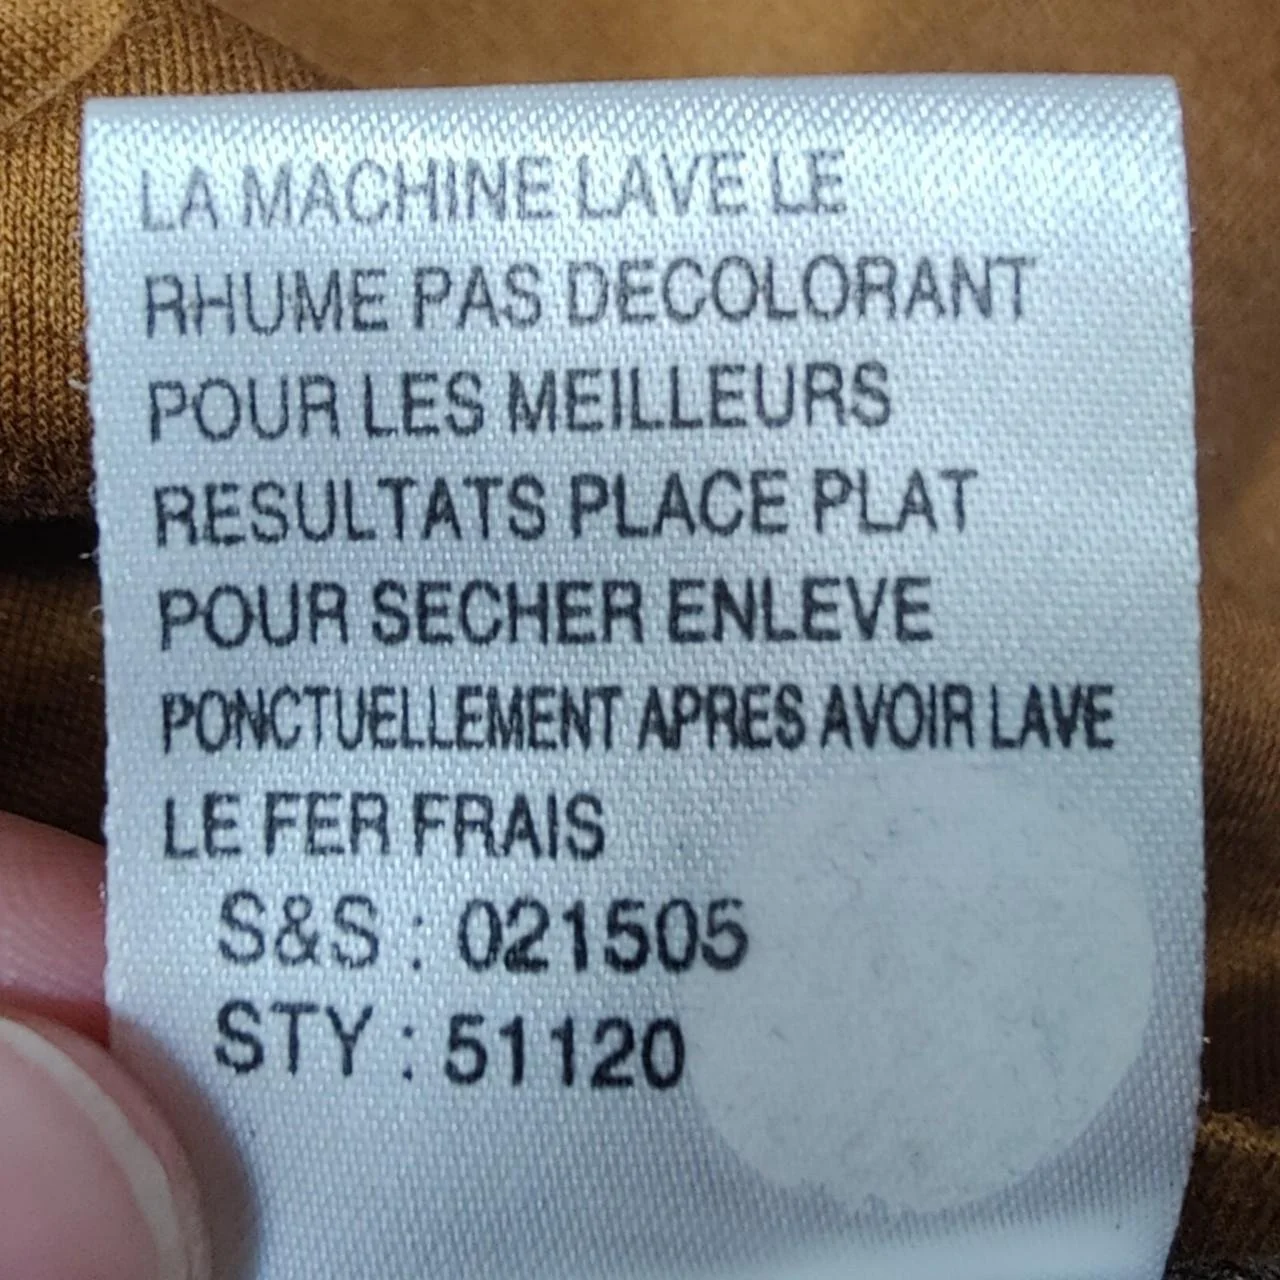 LA MACHINE LAVE LE
RHUME PAS DECOLORANT
POUR LES MEILLEURS
RESULTATS PLACE PLAT
POUR SECHER ENLEVE
PONCTUELLEMENT APRES AVOIR LAVE
LE FER FRAIS
S&S : 021505
STY : 51120